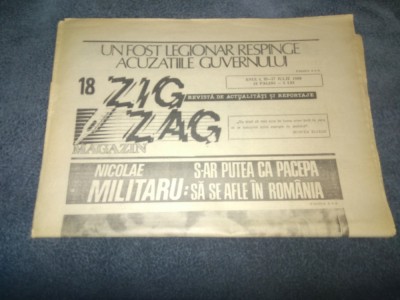 UN FOST LEGIONAR RESPINGE
ACUZAȚIILE GUVERNULUI
18
ZIG
ZAG
MAGAZIN
REVISTĂ DE ACTUALITĂȚI ȘI REPORTAJE
NICOLAE
MILITARU:
S-AR PUTEA CA PACEPA
SĂ SE AFLE ÎN ROMÂNIA